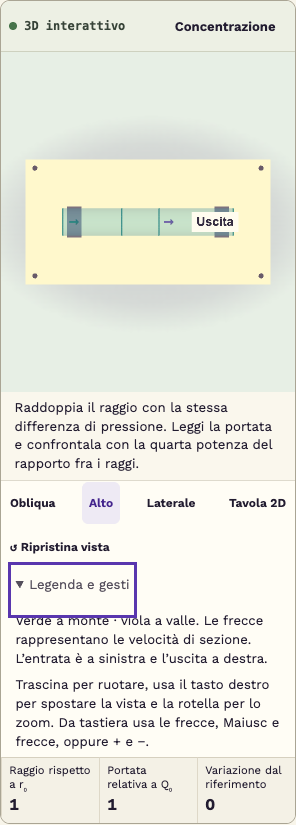 3D interattivo
Concentrazione
→ → Uscita
Raddoppia il raggio con la stessa
differenza di pressione. Leggi la portata
e confrontala con la quarta potenza del
rapporto fra i raggi.
Obliqua Alto Laterale Tavola 2D
↺ Ripristina vista
▼ Legenda e gesti
Verde a monte · viola a valle. Le frecce
rappresentano le velocità di sezione.
L’entrata è a sinistra e l’uscita a destra.
Trascina per ruotare, usa il tasto destro
per spostare la vista e la rotella per lo
zoom. Da tastiera usa le frecce, Maiusc e
frecce, oppure + e −.
Raggio rispetto
a r₀
1
Portata
relativa a Q₀
1
Variazione dal
riferimento
0